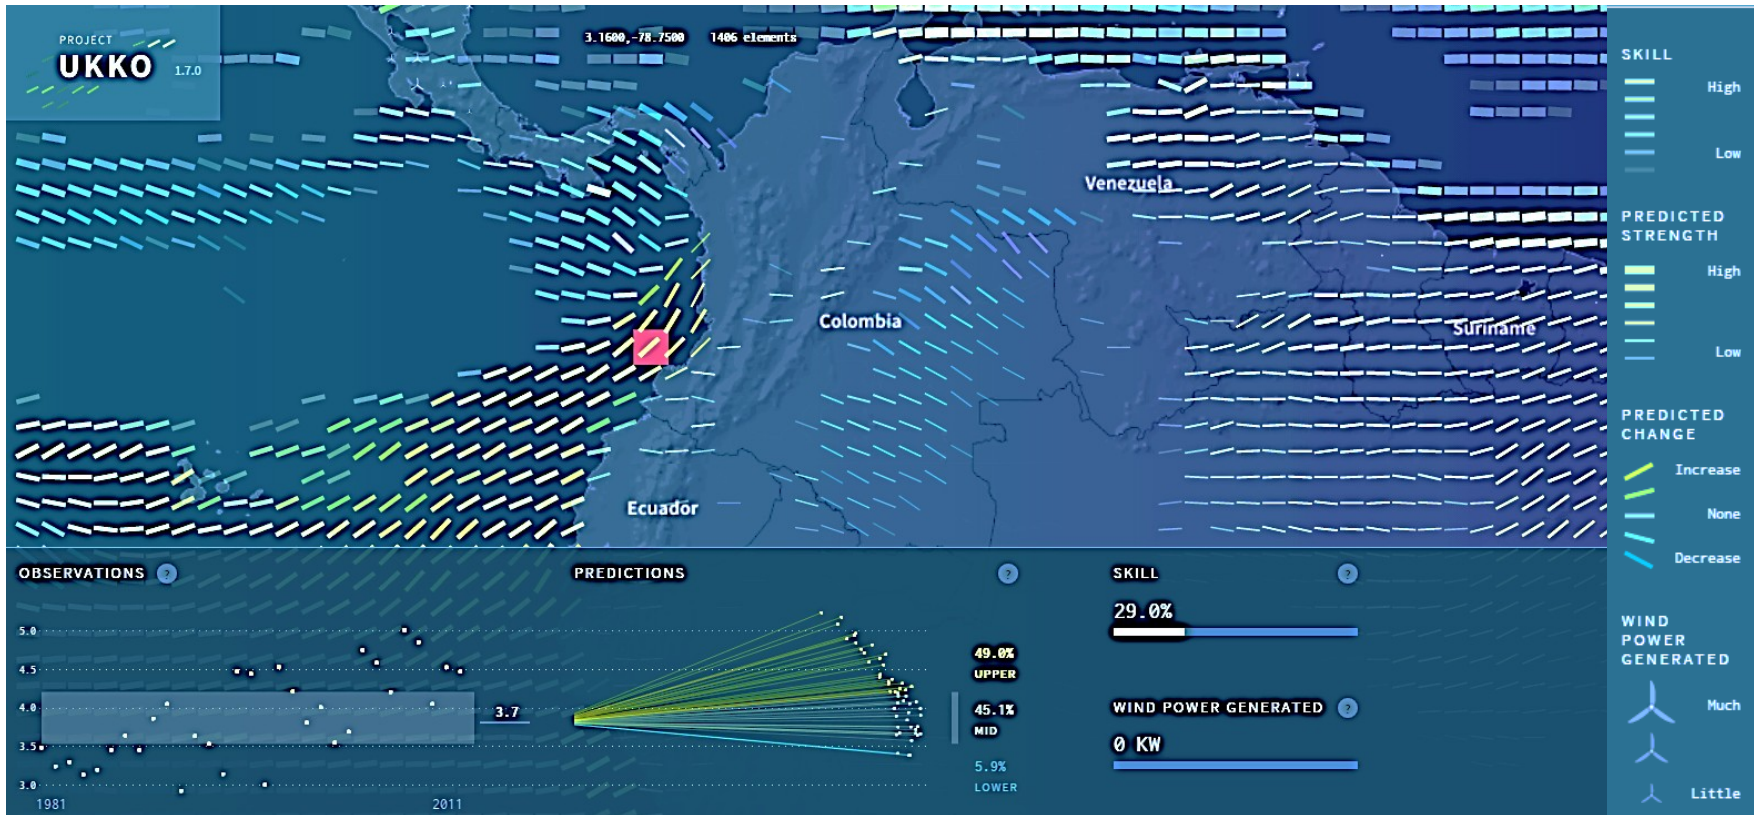 PROJECT
UKKO 1.7.0
3.1600,-78.7500 1406 elements
Venezuela
Colombia
Suriname
Ecuador
SKILL
High
Low
PREDICTED
STRENGTH
High
Low
PREDICTED
CHANGE
Increase
None
Decrease
WIND
POWER
GENERATED
Much
Little
OBSERVATIONS ?
5.0
4.5
4.0
3.5
3.0
1981 2011
3.7
PREDICTIONS ?
49.0%
UPPER
45.1%
MID
5.9%
LOWER
SKILL ?
29.0%
WIND POWER GENERATED ?
0 KW